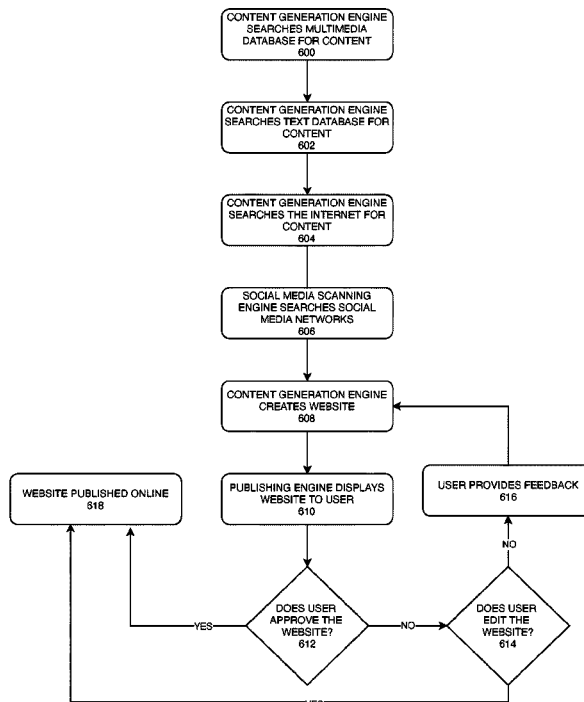 CONTENT GENERATION ENGINE
SEARCHES MULTIMEDIA
DATABASE FOR CONTENT
600
CONTENT GENERATION ENGINE
SEARCHES TEXT DATABASE FOR
CONTENT
602
CONTENT GENERATION ENGINE
SEARCHES THE INTERNET FOR
CONTENT
604
SOCIAL MEDIA SCANNING
ENGINE SEARCHES SOCIAL
MEDIA NETWORKS
606
CONTENT GENERATION ENGINE
CREATES WEBSITE
608
WEBSITE PUBLISHED ONLINE
618
PUBLISHING ENGINE DISPLAYS
WEBSITE TO USER
610
USER PROVIDES FEEDBACK
616
NO
YES
DOES USER
APPROVE THE
WEBSITE?
612
NO
DOES USER
EDIT THE
WEBSITE?
614
YES